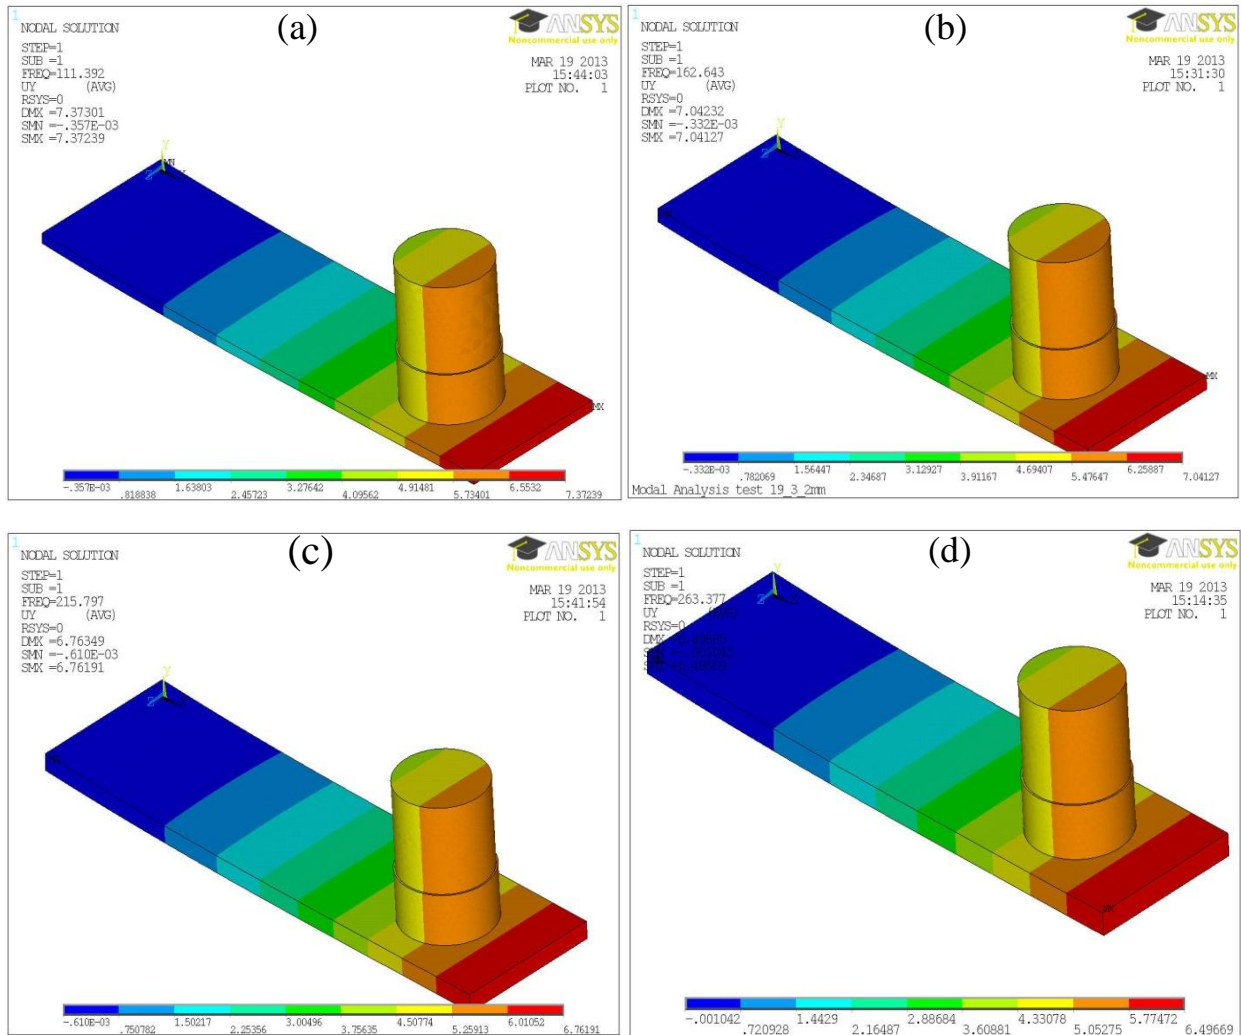 1
NODAL SOLUTION
(a)
ANSYS
Noncommercial use only
STEP=1
SUB =1
FREQ=111.392
UY (AVG)
RSYS=0
DMX =7.37301
SMN =-.357E-03
SMX =7.37239
MAR 19 2013
15:44:03
PLOT NO. 1
Y
MN
Z
MX
-.357E-03
.818838
1.63803
2.45723
3.27642
4.09562
4.91481
5.73401
6.5532
7.37239
1
NODAL SOLUTION
(b)
ANSYS
Noncommercial use only
STEP=1
SUB =1
FREQ=162.643
UY (AVG)
RSYS=0
DMX =7.04232
SMN =-.332E-03
SMX =7.04127
MAR 19 2013
15:31:30
PLOT NO. 1
Y
Z
MX
-.332E-03
.782069
1.56447
2.34687
3.12927
3.91167
4.69407
5.47647
6.25887
7.04127
Modal Analysis test 19_3_2mm
1
NODAL SOLUTION
(c)
ANSYS
Noncommercial use only
STEP=1
SUB =1
FREQ=215.797
UY (AVG)
RSYS=0
DMX =6.76349
SMN =-.610E-03
SMX =6.76191
MAR 19 2013
15:41:54
PLOT NO. 1
Y
Z
-.610E-03
.750782
1.50217
2.25356
3.00496
3.75635
4.50774
5.25913
6.01052
6.76191
1
NODAL SOLUTION
(d)
ANSYS
Noncommercial use only
STEP=1
SUB =1
FREQ=263.377
UY
RSYS=0
DMX
MAR 19 2013
15:14:35
PLOT NO. 1
Y
Z
MX
-.001042
.720928
1.4429
2.16487
2.88684
3.60881
4.33078
5.05275
5.77472
6.49669